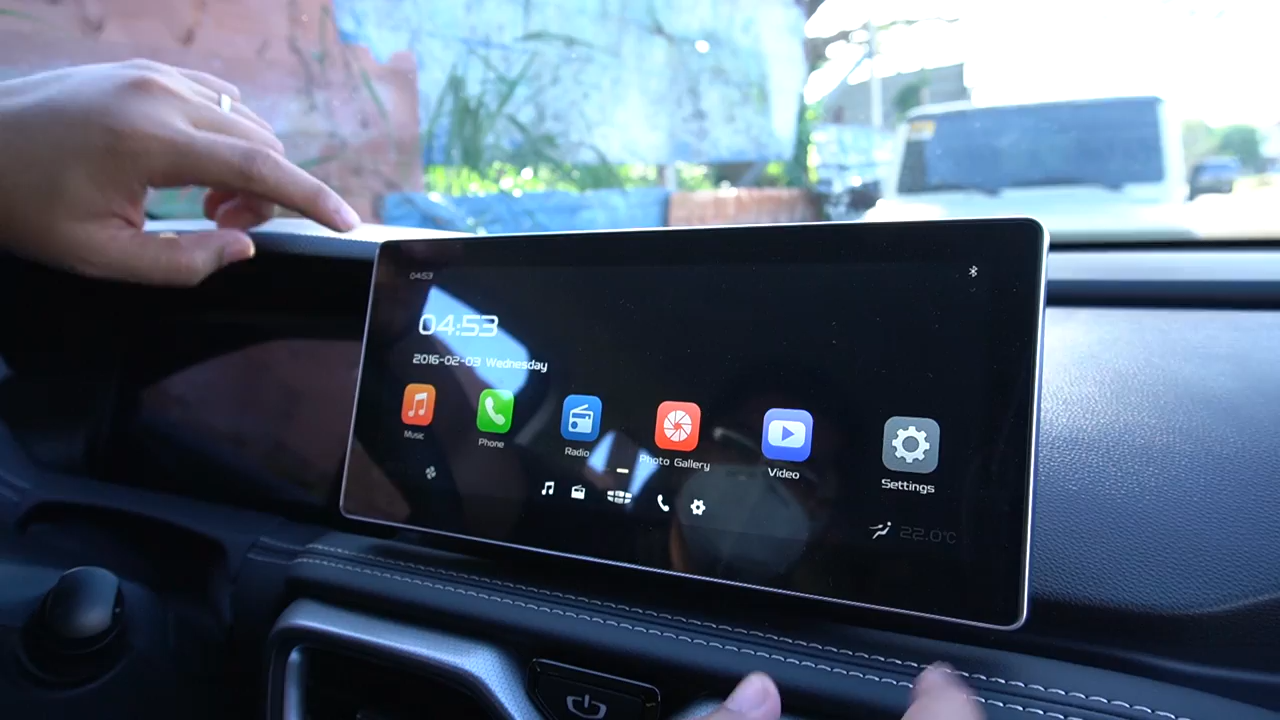 04:53
04:53
2016-02-03 Wednesday
Music
Phone
Radio
Photo Gallery
Video
Settings
22.0°C